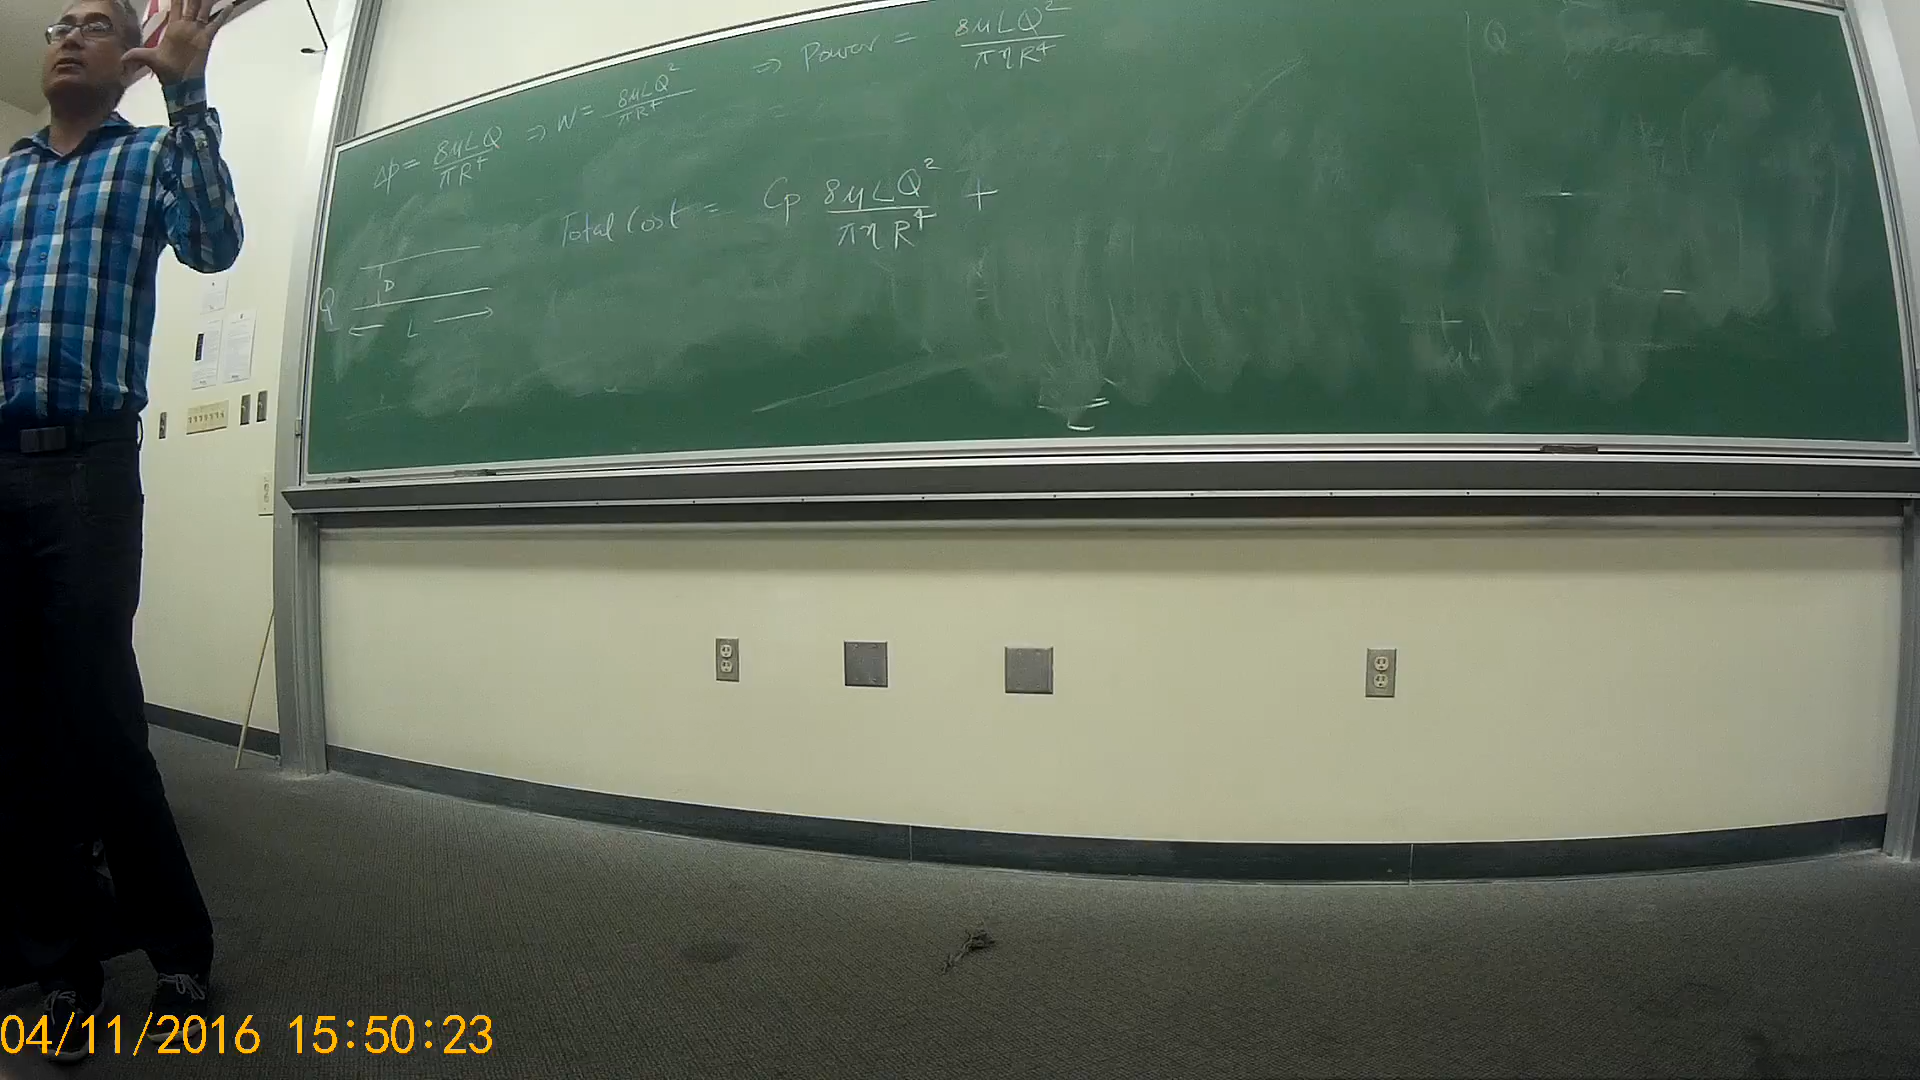 Δp = 8μLQ / πR⁴ ⇒ W = 8μLQ² / πR⁴ ⇒ Power = 8μLQ² / πηR⁴
Total Cost = Cp 8μLQ² / πηR⁴ +
D
Q
L
Q
04/11/2016 15:50:23